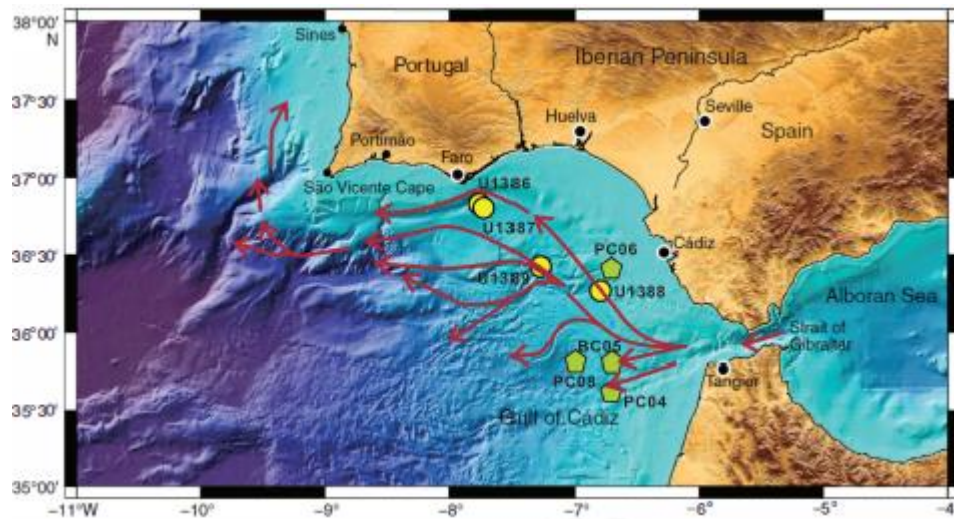 38°00'
N
Sines
Portugal
Iberian Peninsula
37°30'
Huelva
Seville
Spain
Portimão
Faro
37°00'
São Vicente Cape
U1386
U1387
PC06
Cádiz
36°30'
U1389
U1388
Alboran Sea
36°00'
Strait of
Gibraltar
BC05
PC08
Tangier
PC04
35°30'
Gulf of Cádiz
35°00'
−11°W
−10°
−9°
−8°
−7°
−6°
−5°
−4°